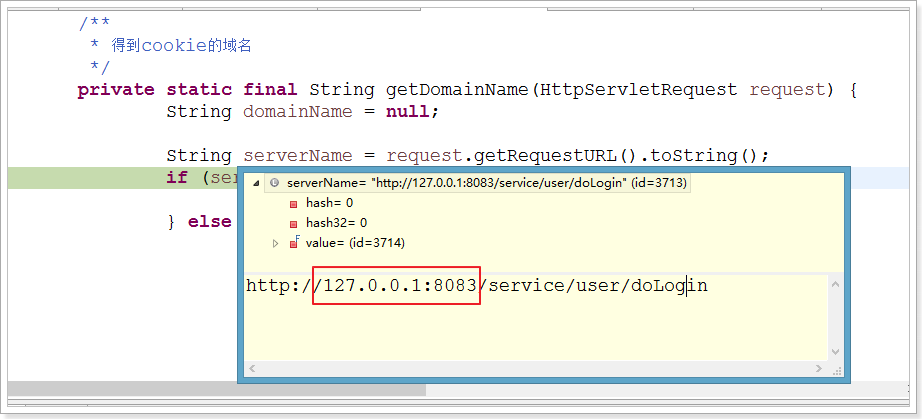 /**
* 得到cookie的域名
*/
private static final String getDomainName(HttpServletRequest request) {
String domainName = null;
String serverName = request.getRequestURL().toString();
if (ser
serverName= "http://127.0.0.1:8083/service/user/doLogin" (id=3713)
hash= 0
hash32= 0
} else
value= (id=3714)
http://127.0.0.1:8083/service/user/doLogin